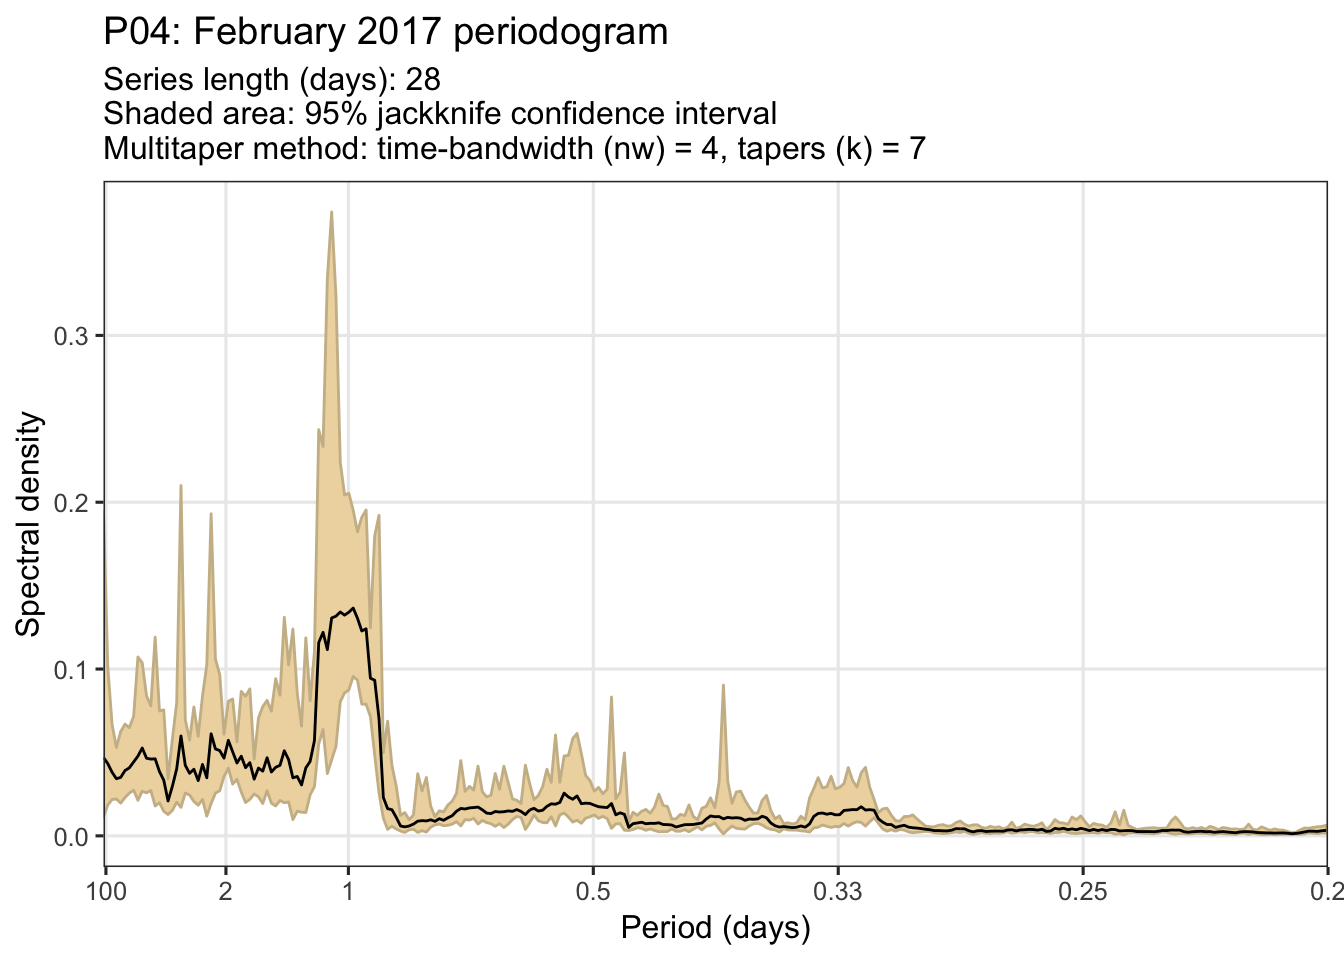 P04: February 2017 periodogram
Series length (days): 28
Shaded area: 95% jackknife confidence interval
Multitaper method: time-bandwidth (nw) = 4, tapers (k) = 7
Spectral density
0.3
0.2
0.1
0.0
100 2 1 0.5 0.33 0.25 0.2
Period (days)